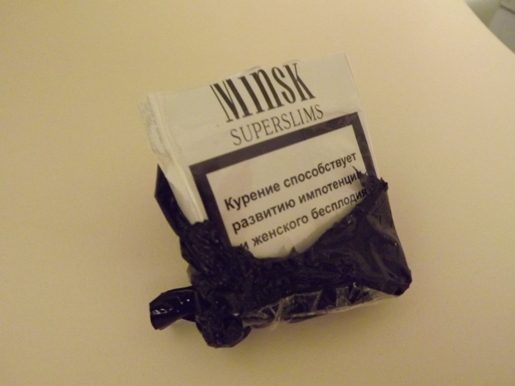 MINSK
SUPERSLIMS
Курение способствует
развитию импотенции
и женского бесплодия